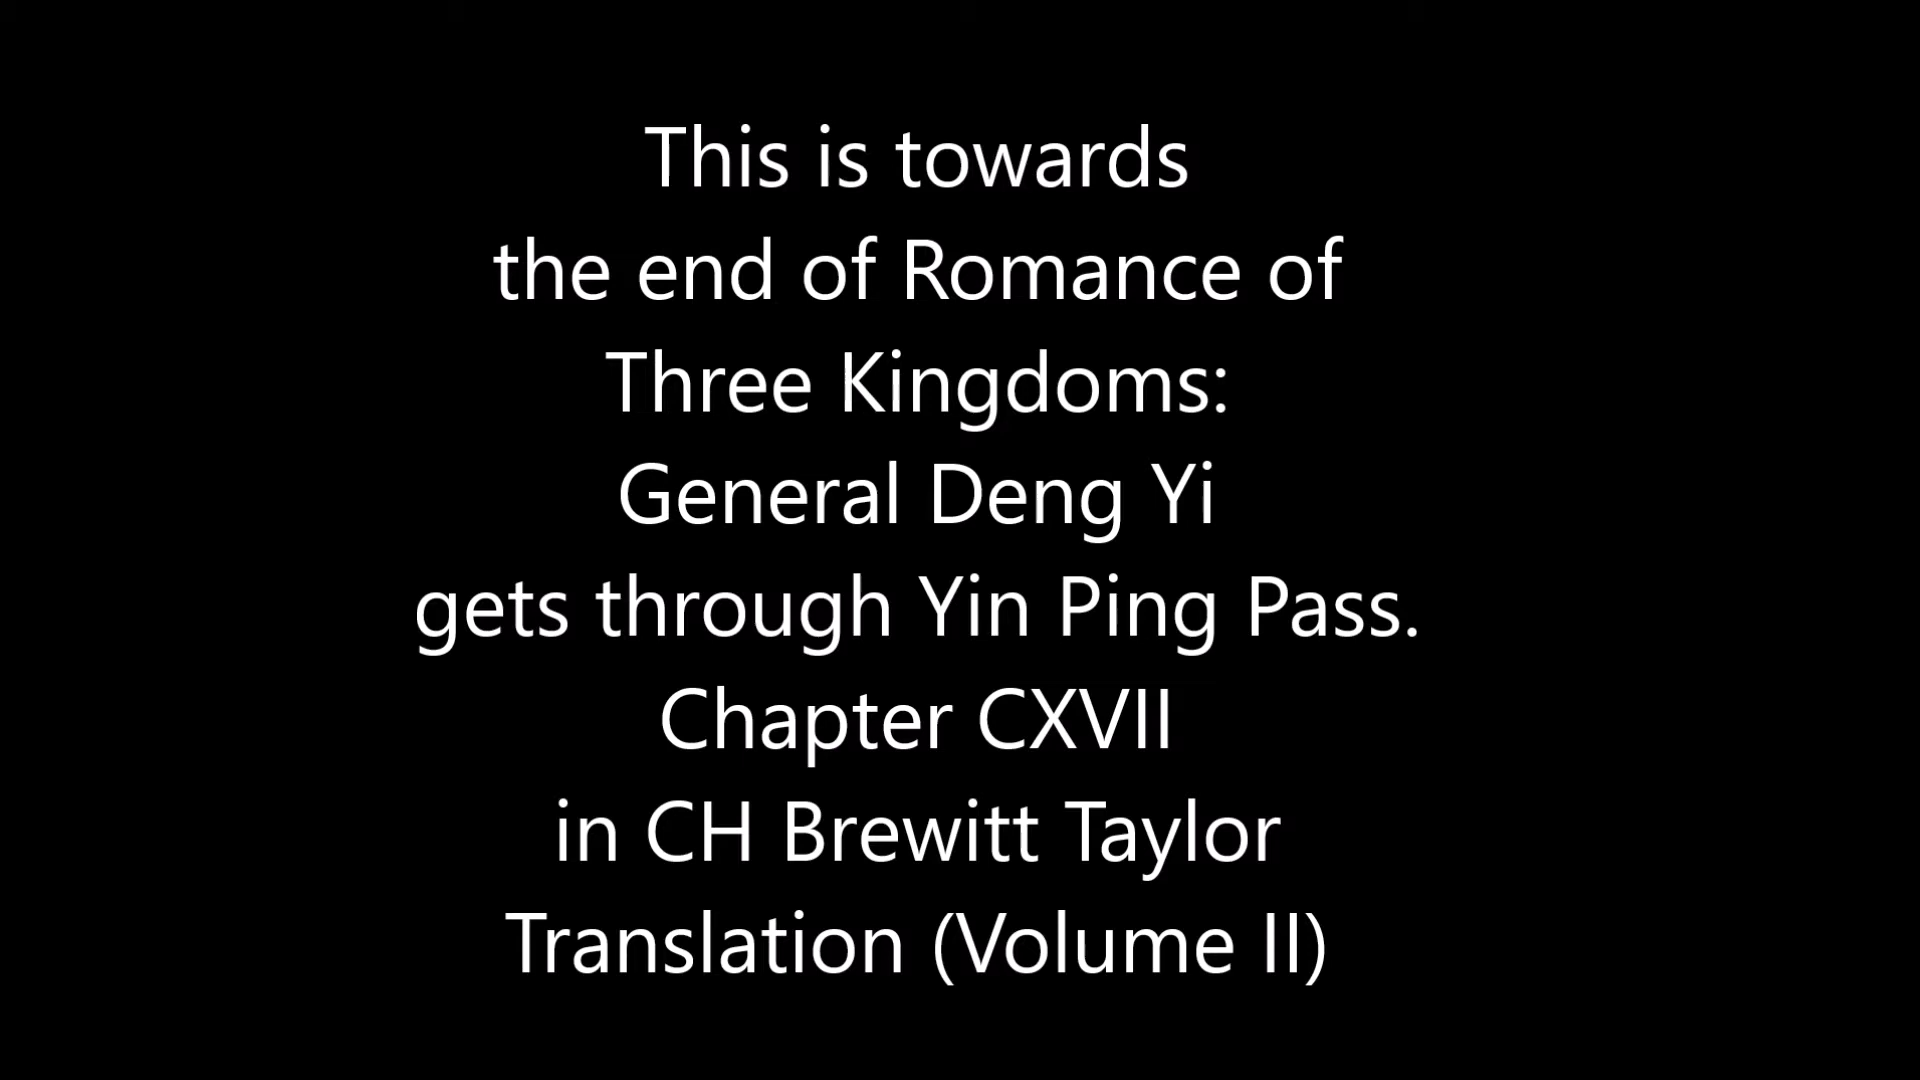 This is towards
the end of Romance of
Three Kingdoms:
General Deng Yi
gets through Yin Ping Pass.
Chapter CXVII
in CH Brewitt Taylor
Translation (Volume II)